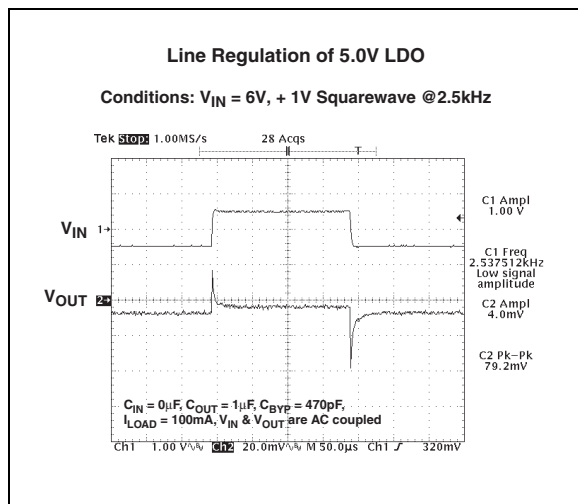 Line Regulation of 5.0V LDO
Conditions: VIN = 6V, + 1V Squarewave @2.5kHz
Tek Stop: 1.00MS/s 28 Acqs
T
C1 Ampl
1.00 V
VIN 1
C1 Freq
2.537512kHz
Low signal
amplitude
VOUT 2
C2 Ampl
4.0mV
C2 Pk-Pk
79.2mV
CIN = 0μF, COUT = 1μF, CBYP = 470pF,
ILOAD = 100mA, VIN & VOUT are AC coupled
Ch1 1.00 V Ch2 20.0mV M 50.0μs Ch1 320mV